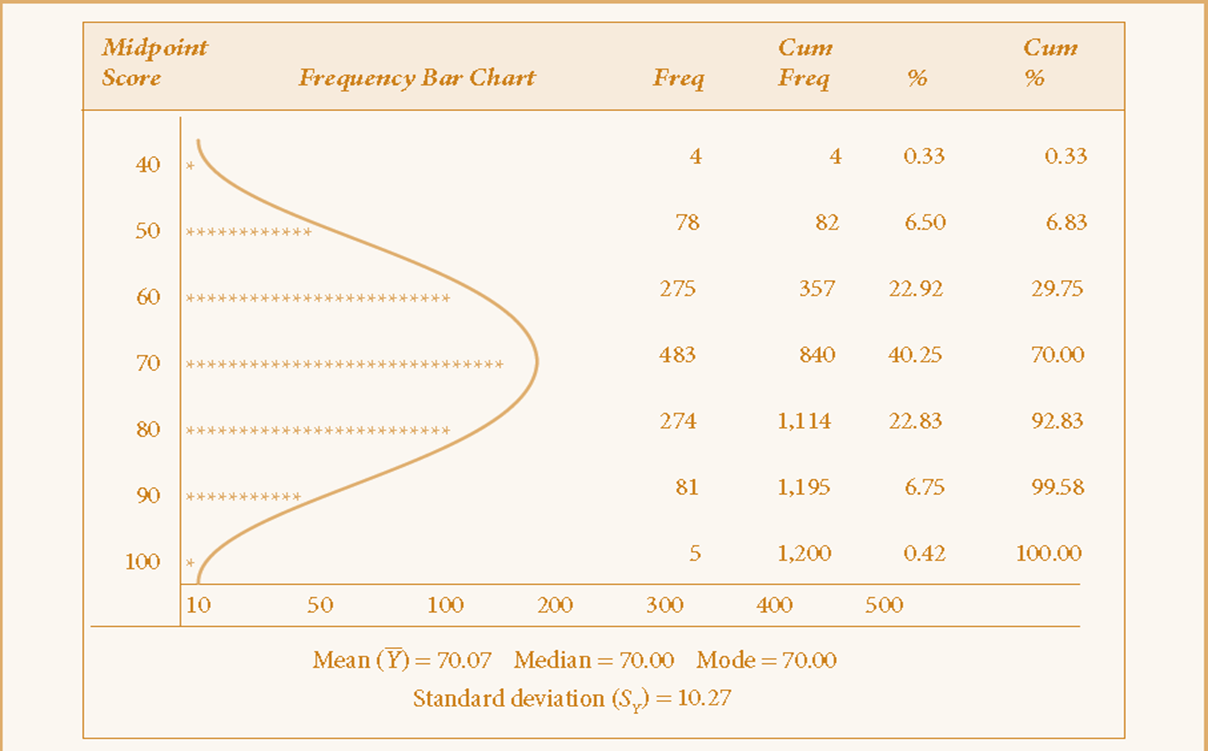 Midpoint Score Frequency Bar Chart Freq Cum Freq % Cum %
40 * 4 4 0.33 0.33
50 ************ 78 82 6.50 6.83
60 ************************* 275 357 22.92 29.75
70 ****************************** 483 840 40.25 70.00
80 ************************* 274 1,114 22.83 92.83
90 *********** 81 1,195 6.75 99.58
100 * 5 1,200 0.42 100.00
10 50 100 200 300 400 500
Mean (Y̅) = 70.07 Median = 70.00 Mode = 70.00
Standard deviation (S_Y) = 10.27